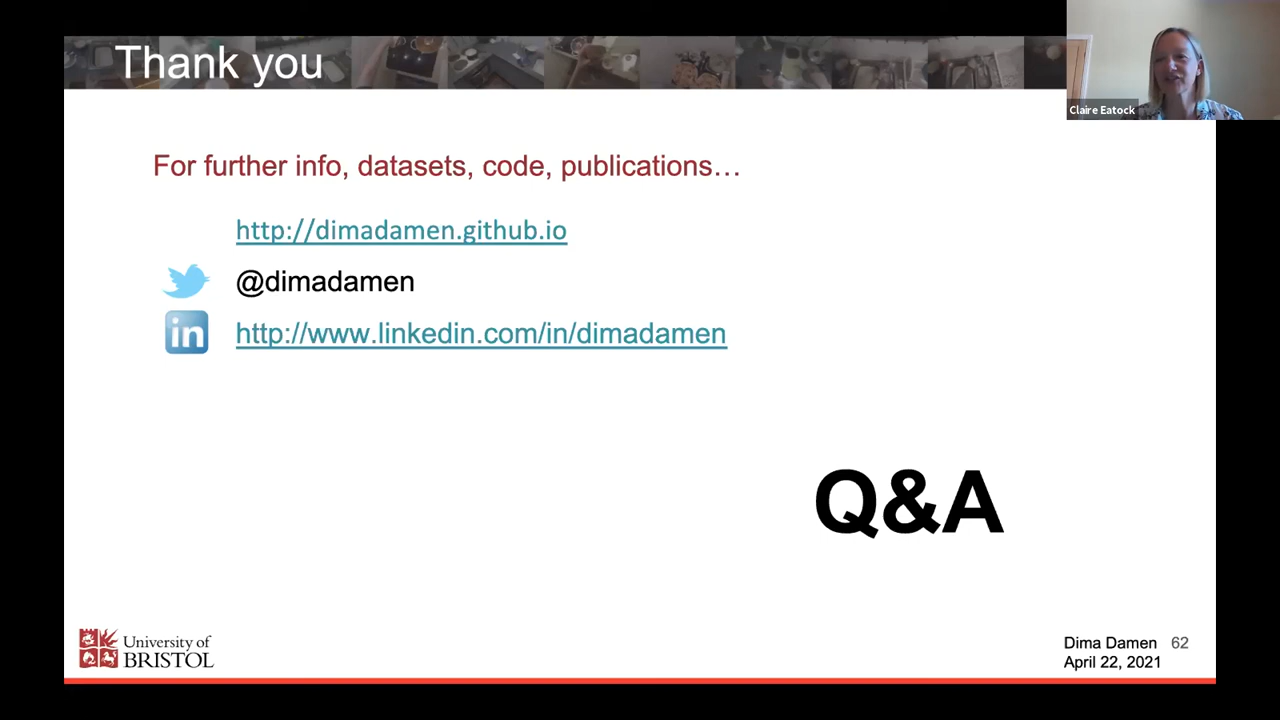 Thank you
Claire Eatock
For further info, datasets, code, publications…
http://dimadamen.github.io
@dimadamen
in
http://www.linkedin.com/in/dimadamen
Q&A
University of
BRISTOL
Dima Damen 62
April 22, 2021